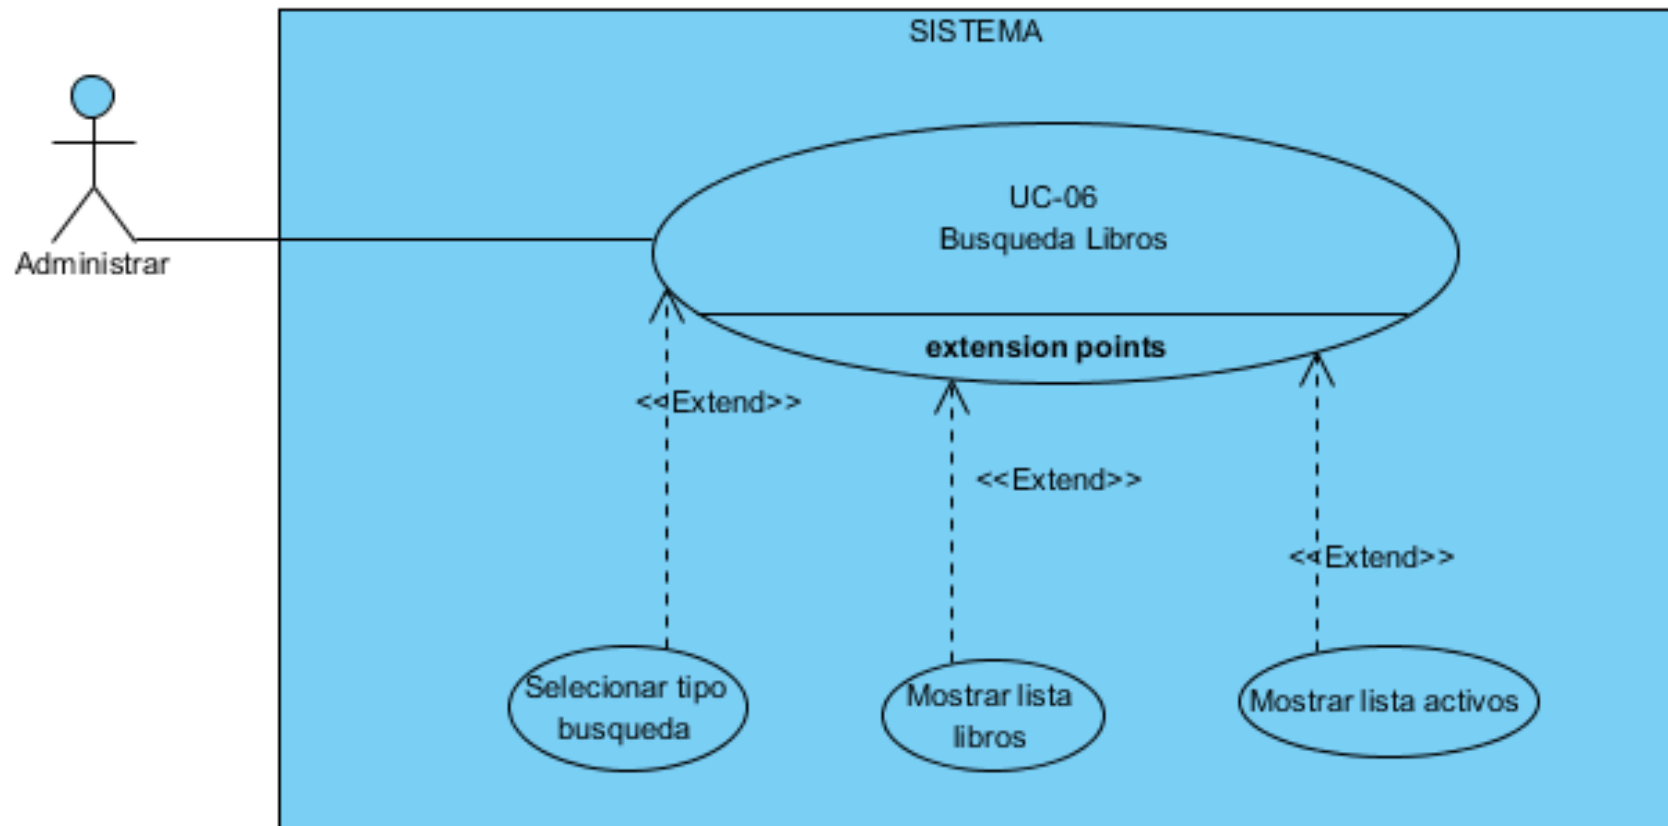 SISTEMA
UC-06
Busqueda Libros
Administrar
extension points
<<Extend>>
<<Extend>>
<<Extend>>
Selecionar tipo
busqueda
Mostrar lista
libros
Mostrar lista activos